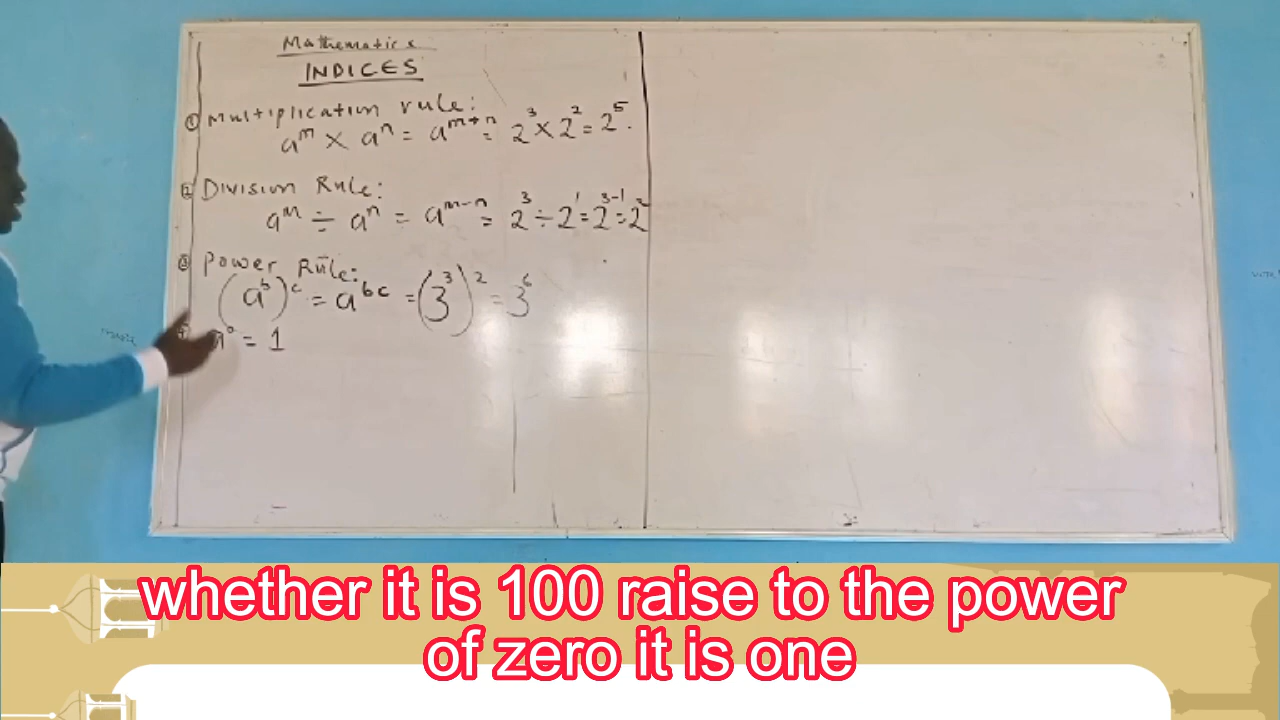 Mathematics
INDICES
① Multiplication rule:
a^m × a^n = a^{m+n} = 2^3 × 2^2 = 2^5.
② Division Rule:
a^m ÷ a^n = a^{m-n} = 2^3 ÷ 2^1 = 2^{3-1} = 2^2
③ Power Rule:
(a^b)^c = a^{bc} = (3^3)^2 = 3^6
a^0 = 1
whether it is 100 raise to the power
of zero it is one